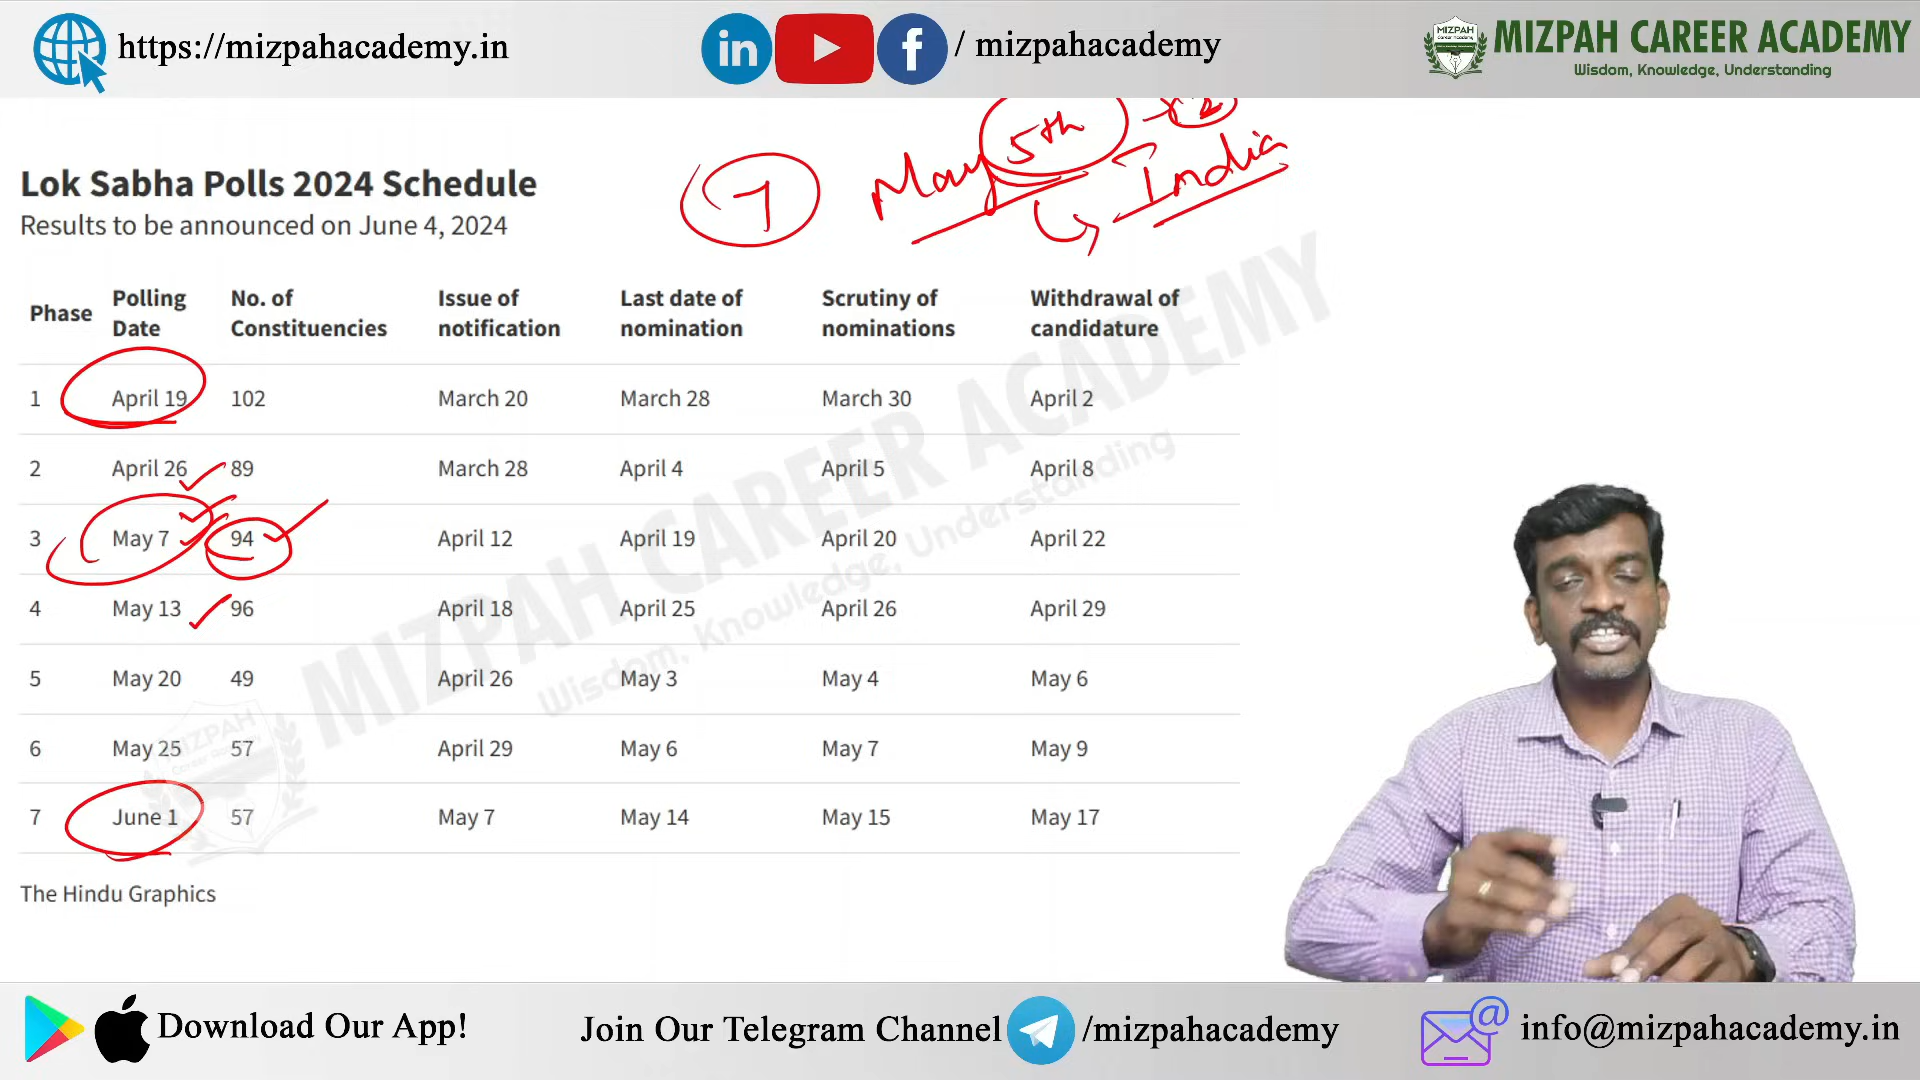 https://mizpahacademy.in
in
f
/ mizpahacademy
MIZPAH
Career Academy
MIZPAH CAREER ACADEMY
Wisdom, Knowledge, Understanding
Lok Sabha Polls 2024 Schedule
Results to be announced on June 4, 2024
7
May 5th
India
Phase Polling Date No. of Constituencies Issue of notification Last date of nomination Scrutiny of nominations Withdrawal of candidature
1 April 19 102 March 20 March 28 March 30 April 2
2 April 26 89 March 28 April 4 April 5 April 8
3 May 7 94 April 12 April 19 April 20 April 22
4 May 13 96 April 18 April 25 April 26 April 29
5 May 20 49 April 26 May 3 May 4 May 6
6 May 25 57 April 29 May 6 May 7 May 9
7 June 1 57 May 7 May 14 May 15 May 17
The Hindu Graphics
MIZPAH CAREER ACADEMY
Wisdom, Knowledge, Understanding
MIZPAH
Career Academy
Download Our App!
Join Our Telegram Channel
/mizpahacademy
@
info@mizpahacademy.in